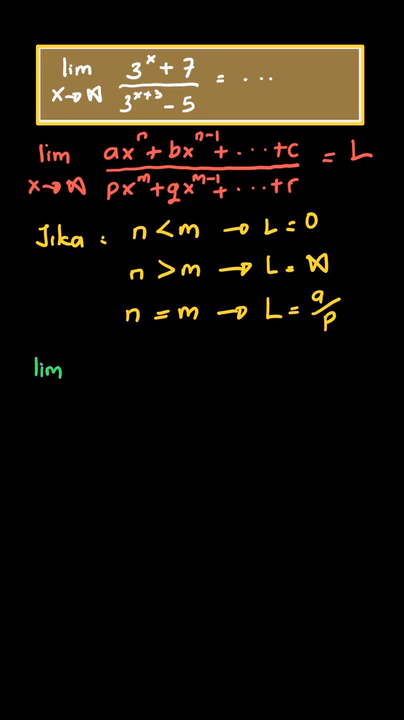 lim x→∞ (3^x + 7)/(3^(x+3) - 5) = ...
lim x→∞ (ax^n + bx^(n-1) + ... + c)/(px^m + qx^(m-1) + ... + r) = L
Jika : n < m → L = 0
n > m → L = ∞
n = m → L = a/p
lim